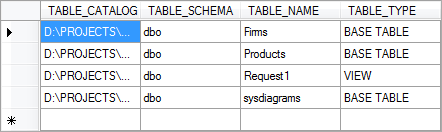 TABLE_CATALOG TABLE_SCHEMA TABLE_NAME TABLE_TYPE
D:\PROJECTS\... dbo Firms BASE TABLE
D:\PROJECTS\... dbo Products BASE TABLE
D:\PROJECTS\... dbo Request1 VIEW
D:\PROJECTS\... dbo sysdiagrams BASE TABLE